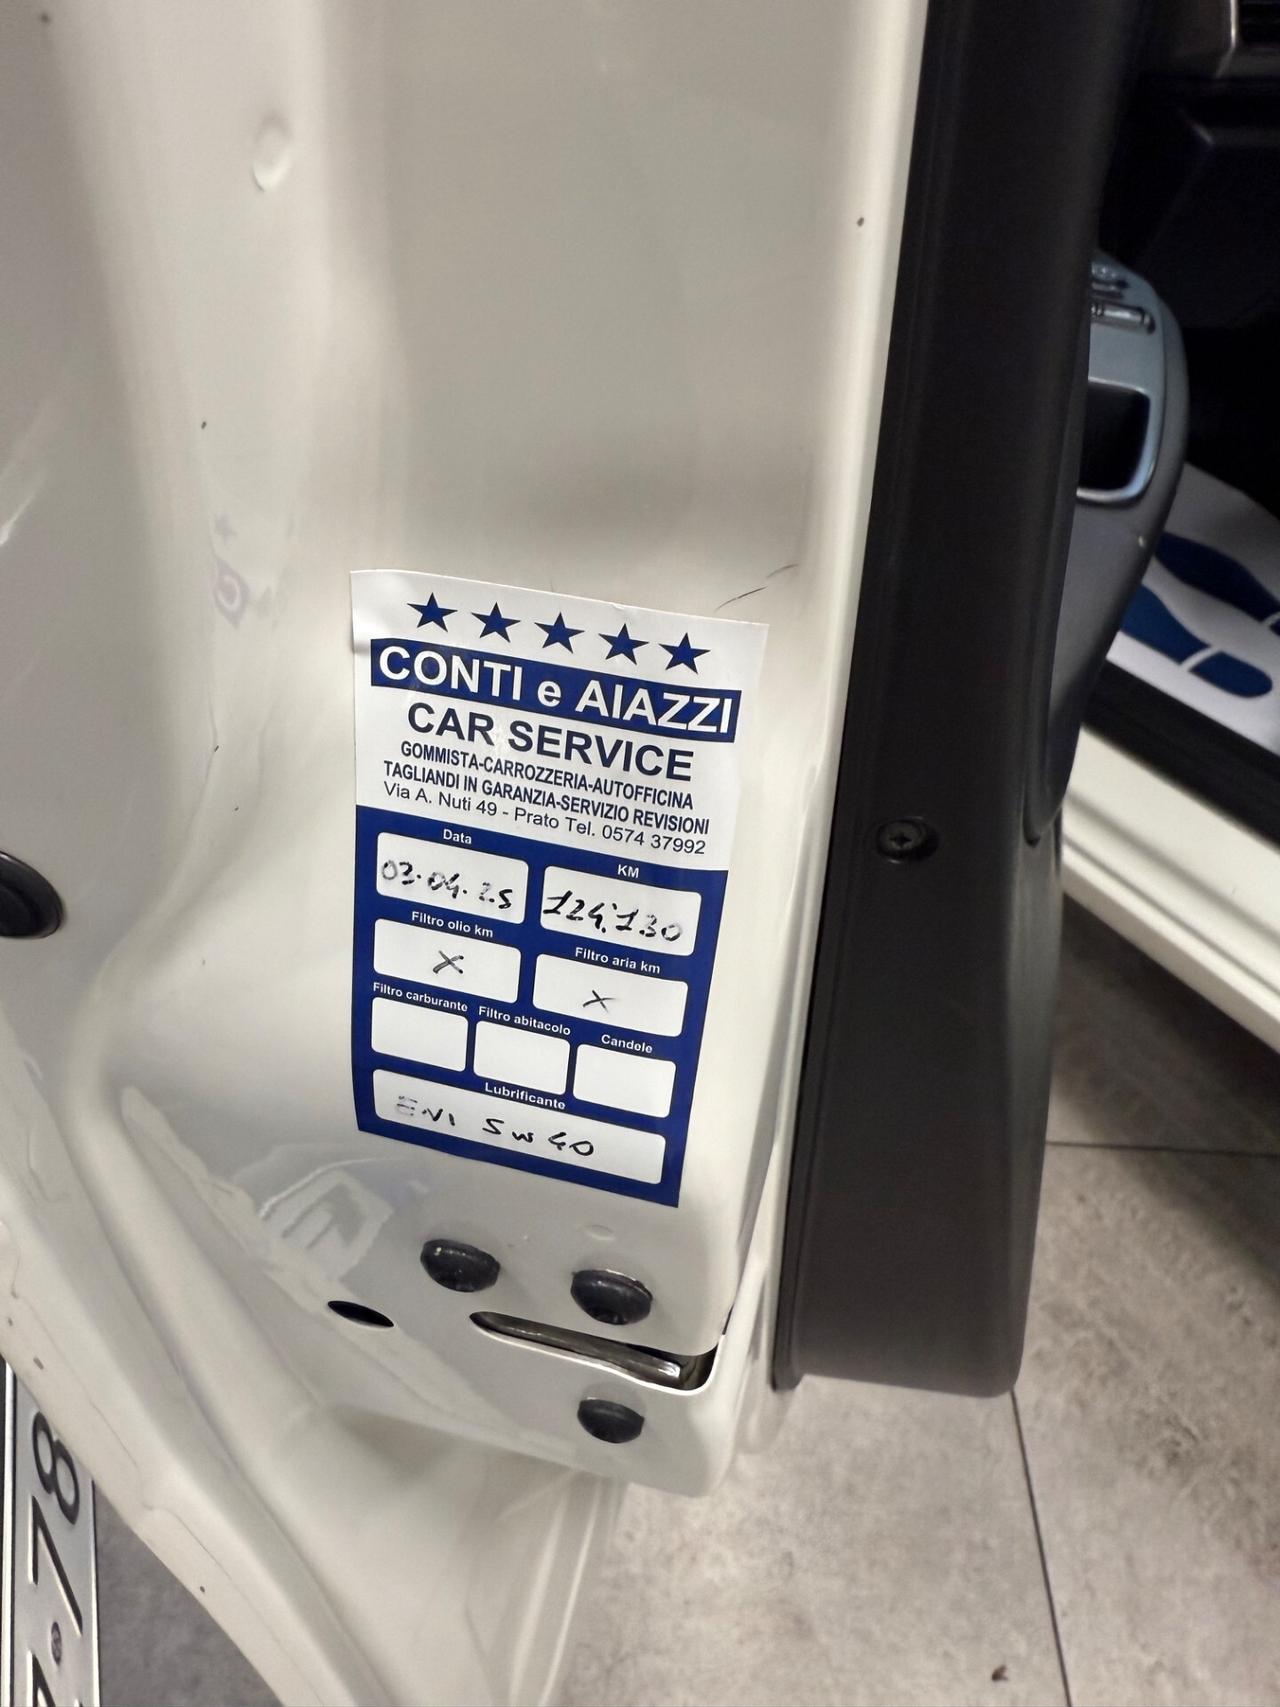 CONTI e AIAZZI
CAR SERVICE
GOMMISTA-CARROZZERIA-AUTOFFICINA
TAGLIANDI IN GARANZIA-SERVIZIO REVISIONI
Via A. Nuti 49 - Prato Tel. 0574 37992
Data
KM
03.04.25
124.130
Filtro olio km
Filtro aria km
X
X
Filtro carburante
Filtro abitacolo
Candele
Lubrificante
ENI 5w40
78